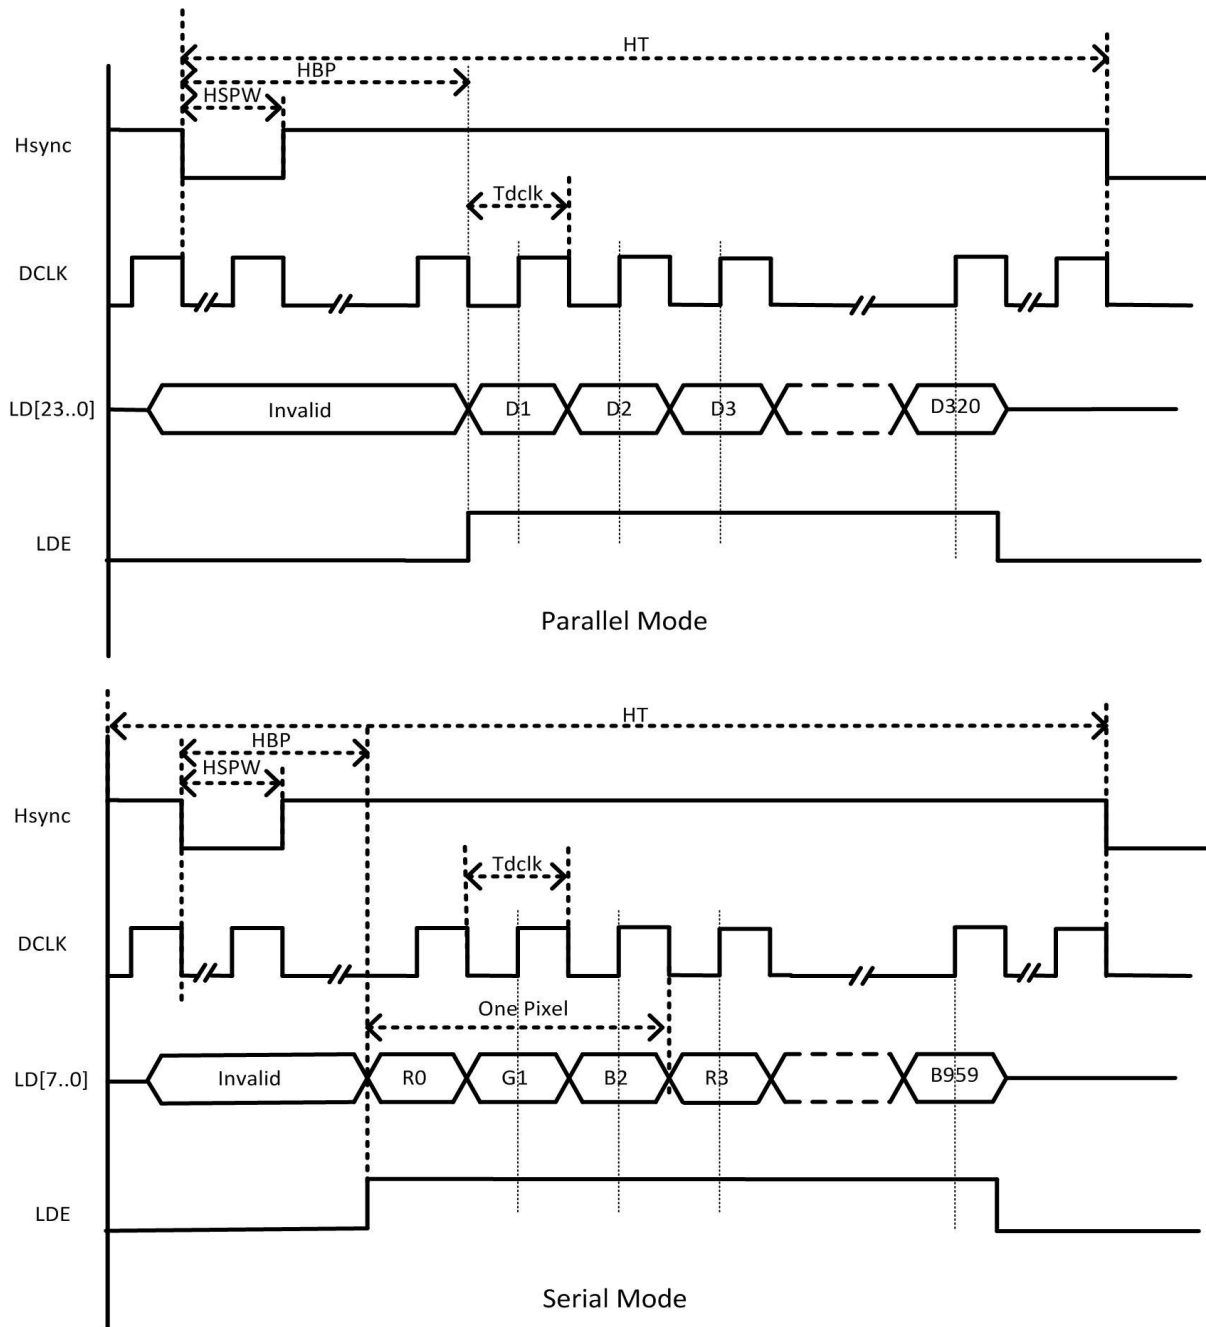 HT
HBP
HSPW
Hsync
Tdclk
DCLK
LD[23..0] Invalid D1 D2 D3 D320
LDE
Parallel Mode
HT
HBP
HSPW
Hsync
Tdclk
DCLK
One Pixel
LD[7..0] Invalid R0 G1 B2 R3 B959
LDE
Serial Mode